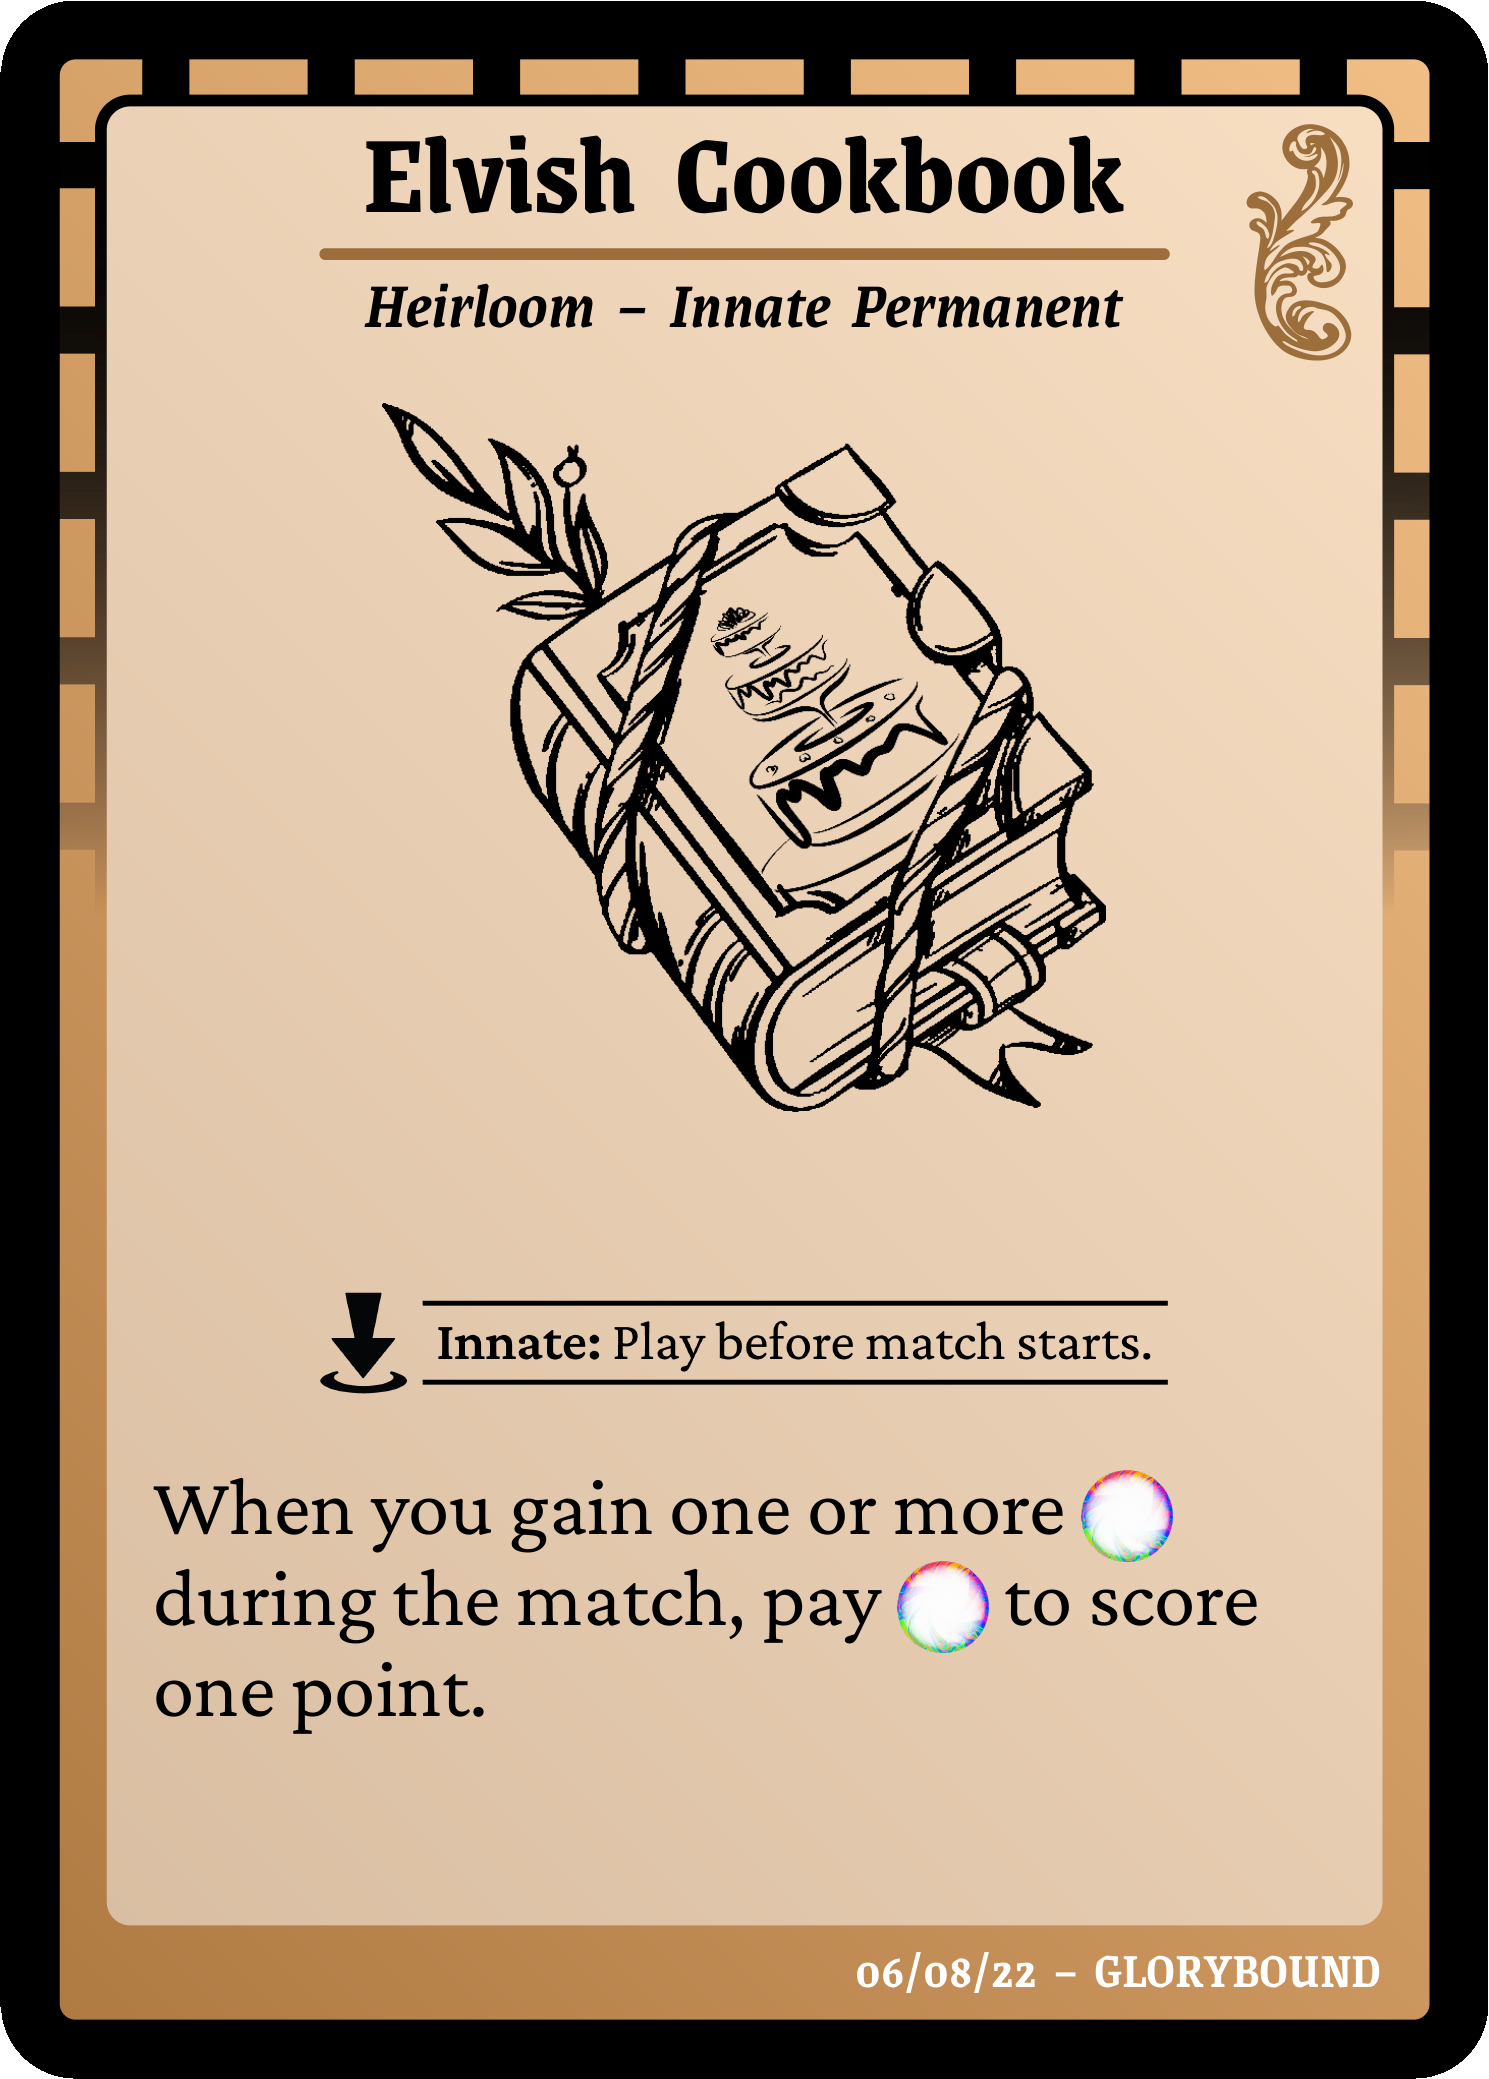 Elvish Cookbook
Heirloom – Innate Permanent
Innate: Play before match starts.
When you gain one or more
during the match, pay to score
one point.
06/08/22 – GLORYBOUND